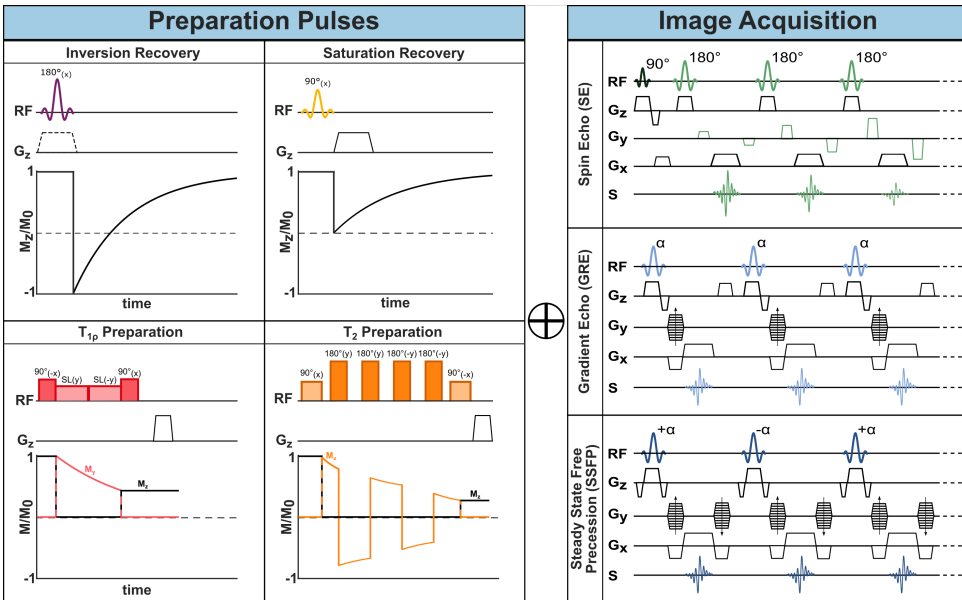 Preparation Pulses
Inversion Recovery
180°(x)
RF
Gz
1
Mz/M0
-1
time
Saturation Recovery
90°(x)
1
Mz/M0
-1
time
T1ρ Preparation
90°(-x) SL(y) SL(-y) 90°(x)
RF
Gz
1
My
Mz
M/M0
-1
time
T2 Preparation
90°(x) 180°(y) 180°(y) 180°(-y) 180°(-y) 90°(-x)
RF
Gz
1
Mz
M/M0
-1
Image Acquisition
Spin Echo (SE)
90° 180° 180° 180°
RF
Gz
Gy
Gx
S
Gradient Echo (GRE)
α α α
RF
Gz
Gy
Gx
S
Steady State Free
Precession (SSFP)
+α -α +α
RF
Gz
Gy
Gx
S